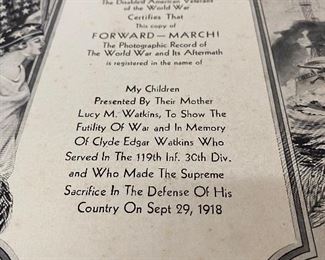 The Disabled American Veterans
of the World War
Certifies That
This copy of
FORWARD—MARCH!
The Photographic Record of
The World War and Its Aftermath
is registered in the name of
My Children
Presented By Their Mother
Lucy M. Watkins, To Show The
Futility Of War and In Memory
Of Clyde Edgar Watkins Who
Served In The 119th Inf. 30th Div.
and Who Made The Supreme
Sacrifice In The Defense Of His
Country On Sept 29, 1918